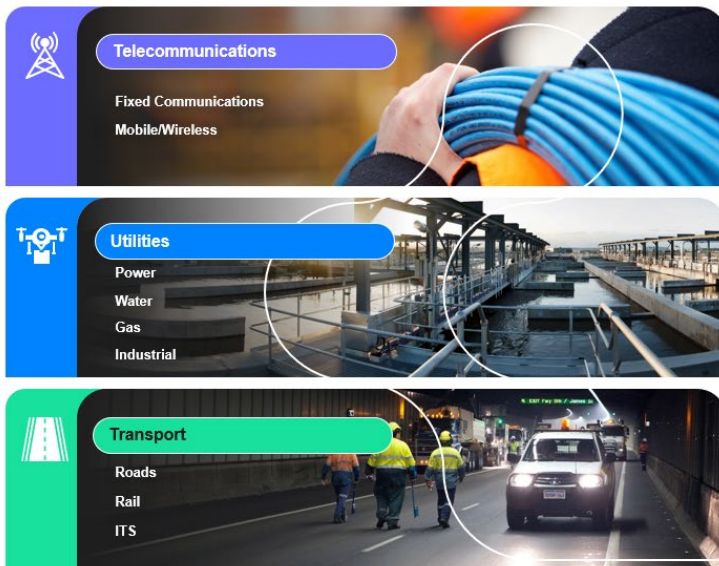 Telecommunications
Fixed Communications
Mobile/Wireless
Utilities
Power
Water
Gas
Industrial
Transport
Roads
Rail
ITS